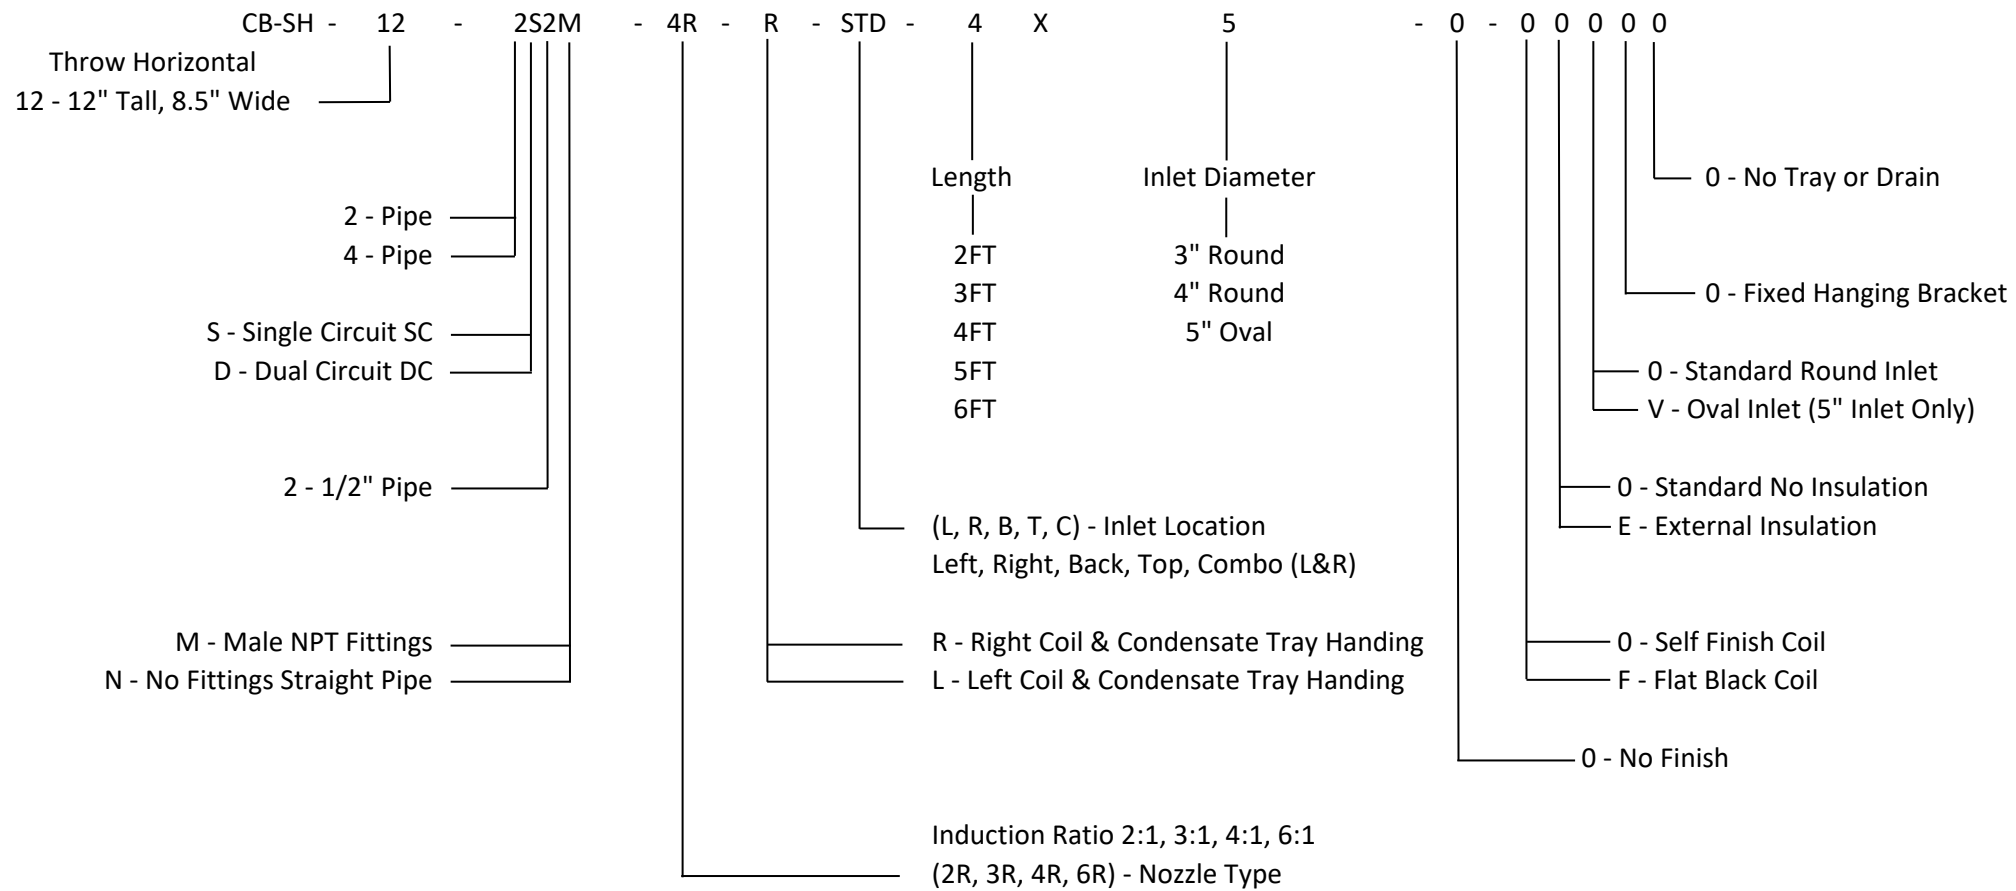 CB-SH - 12 - 2S2M - 4R - R - STD - 4 X 5 - 0 - 0 0 0 0 0
Throw Horizontal
12 - 12" Tall, 8.5" Wide
2 - Pipe
4 - Pipe
S - Single Circuit SC
D - Dual Circuit DC
2 - 1/2" Pipe
M - Male NPT Fittings
N - No Fittings Straight Pipe
Length
2FT
3FT
4FT
5FT
6FT
Inlet Diameter
3" Round
4" Round
5" Oval
(L, R, B, T, C) - Inlet Location
Left, Right, Back, Top, Combo (L&R)
R - Right Coil & Condensate Tray Handing
L - Left Coil & Condensate Tray Handing
Induction Ratio 2:1, 3:1, 4:1, 6:1
(2R, 3R, 4R, 6R) - Nozzle Type
0 - No Tray or Drain
0 - Fixed Hanging Bracket
0 - Standard Round Inlet
V - Oval Inlet (5" Inlet Only)
0 - Standard No Insulation
E - External Insulation
0 - Self Finish Coil
F - Flat Black Coil
0 - No Finish